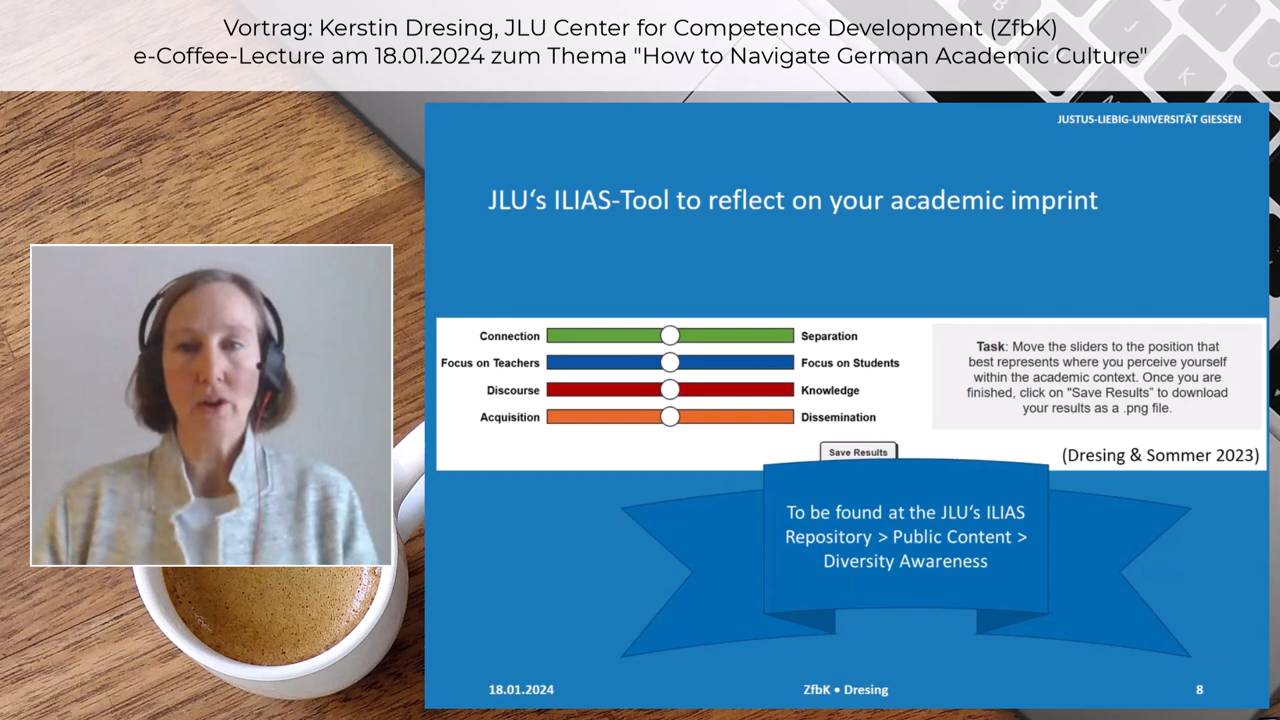 Vortrag: Kerstin Dresing, JLU Center for Competence Development (ZfbK)
e-Coffee-Lecture am 18.01.2024 zum Thema "How to Navigate German Academic Culture"
JUSTUS-LIEBIG-UNIVERSITÄT GIESSEN
JLU‘s ILIAS-Tool to reflect on your academic imprint
Connection
Separation
Focus on Teachers
Focus on Students
Discourse
Knowledge
Acquisition
Dissemination
Task: Move the sliders to the position that
best represents where you perceive yourself
within the academic context. Once you are
finished, click on "Save Results" to download
your results as a .png file.
Save Results
(Dresing & Sommer 2023)
To be found at the JLU‘s ILIAS
Repository > Public Content >
Diversity Awareness
18.01.2024
ZfbK • Dresing
8